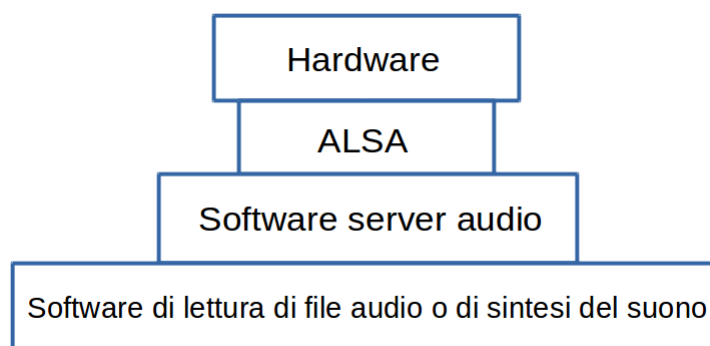 Hardware
ALSA
Software server audio
Software di lettura di file audio o di sintesi del suono